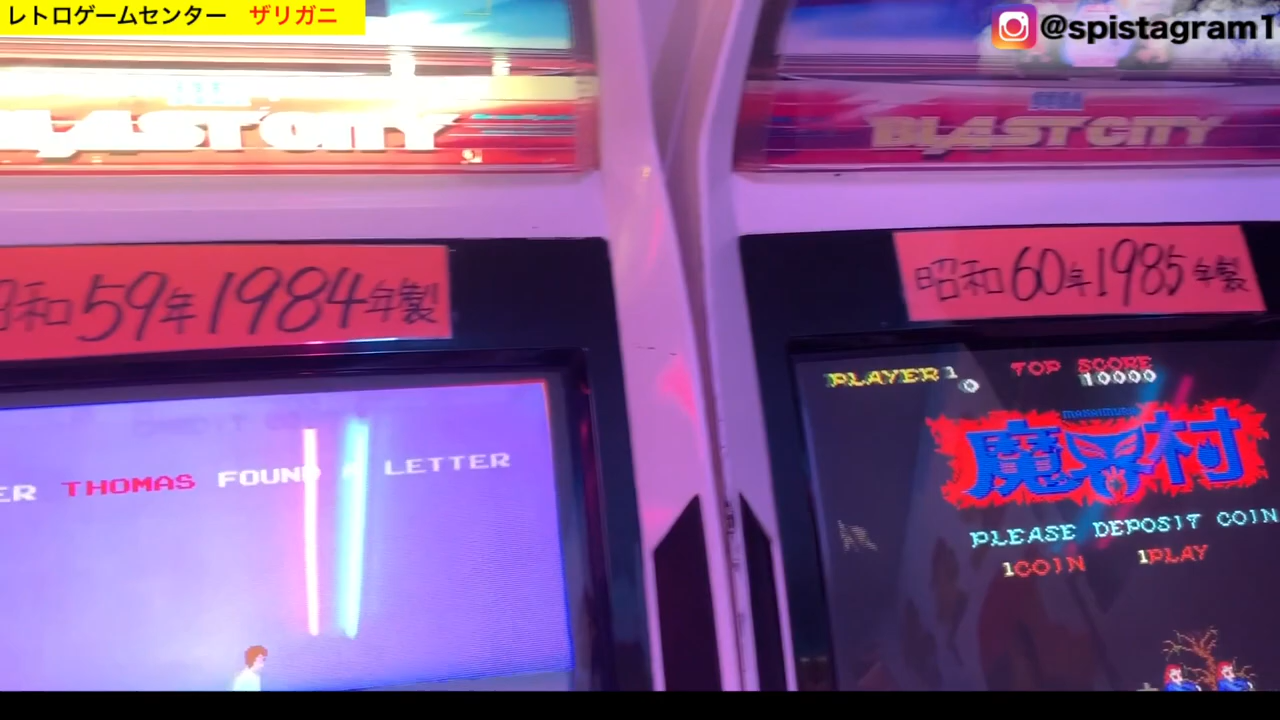 レトロゲームセンター ザリガニ
@spistagram1
BLAST CITY
SEGA
BLAST CITY
昭和59年1984年製
昭和60年1985年製
PLAYER 1
0
TOP SCORE
10000
MAKAIMURA
魔界村
PLEASE DEPOSIT COIN
1COIN 1PLAY
ER THOMAS FOUND A LETTER